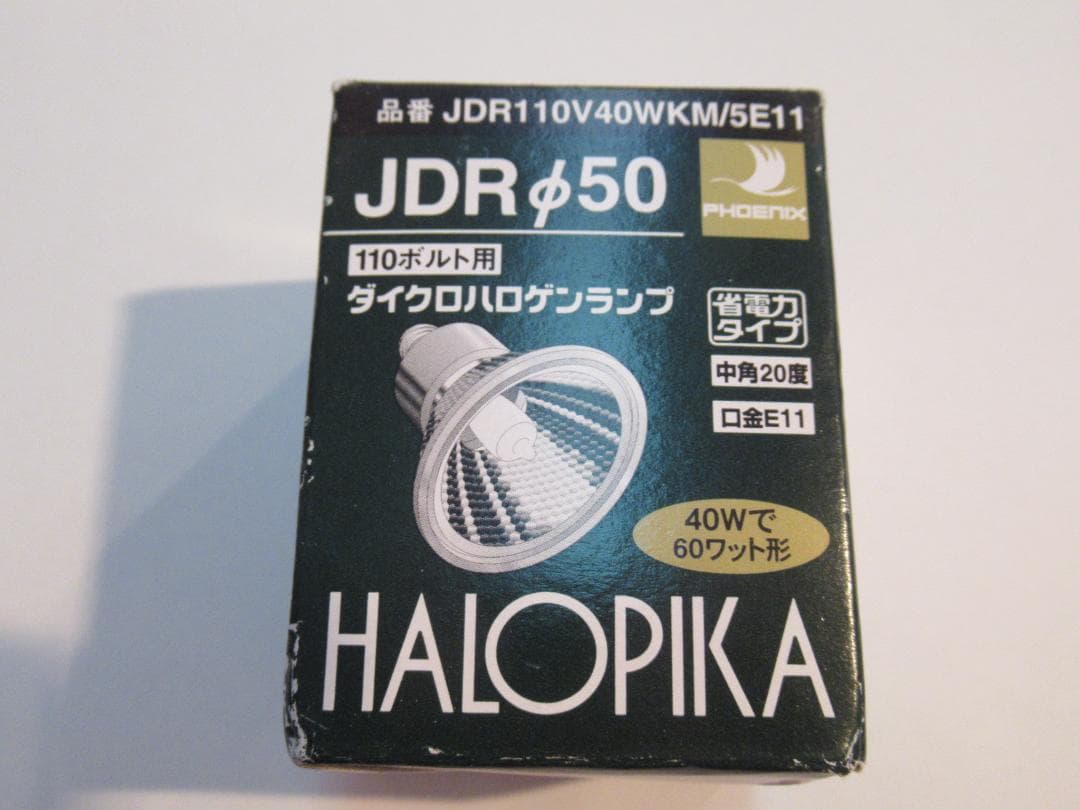 品番 JDR110V40WKM/5E11
JDRφ50
PHOENIX
110ボルト用
ダイクロハロゲンランプ
省電力
タイプ
中角20度
口金E11
40Wで
60ワット形
HALOPIKA